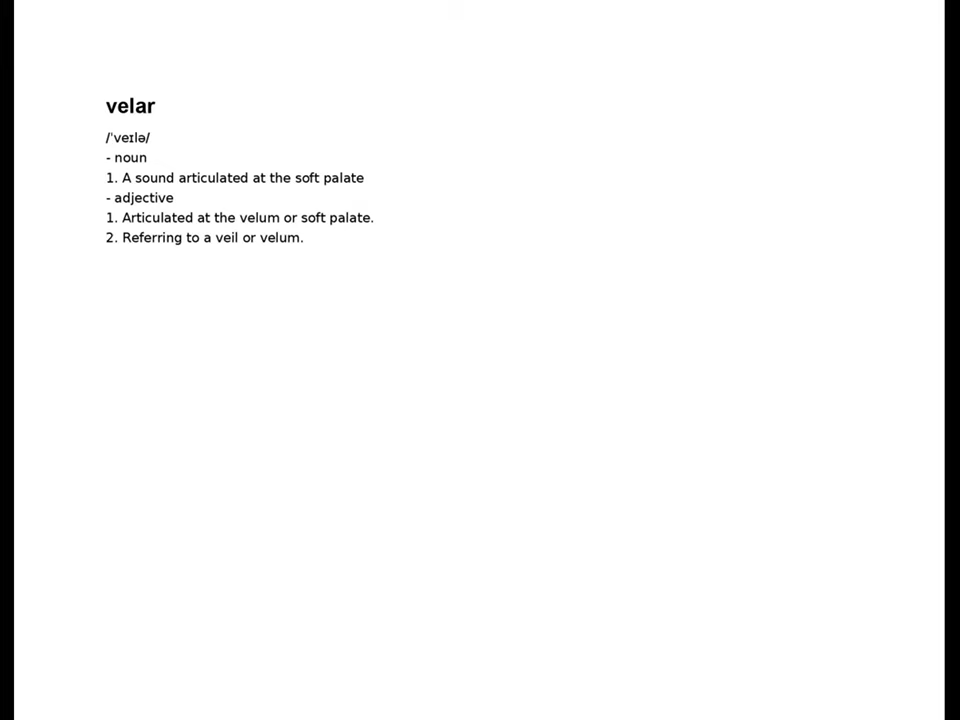 velar
/ˈveɪlə/
- noun
1. A sound articulated at the soft palate
- adjective
1. Articulated at the velum or soft palate.
2. Referring to a veil or velum.